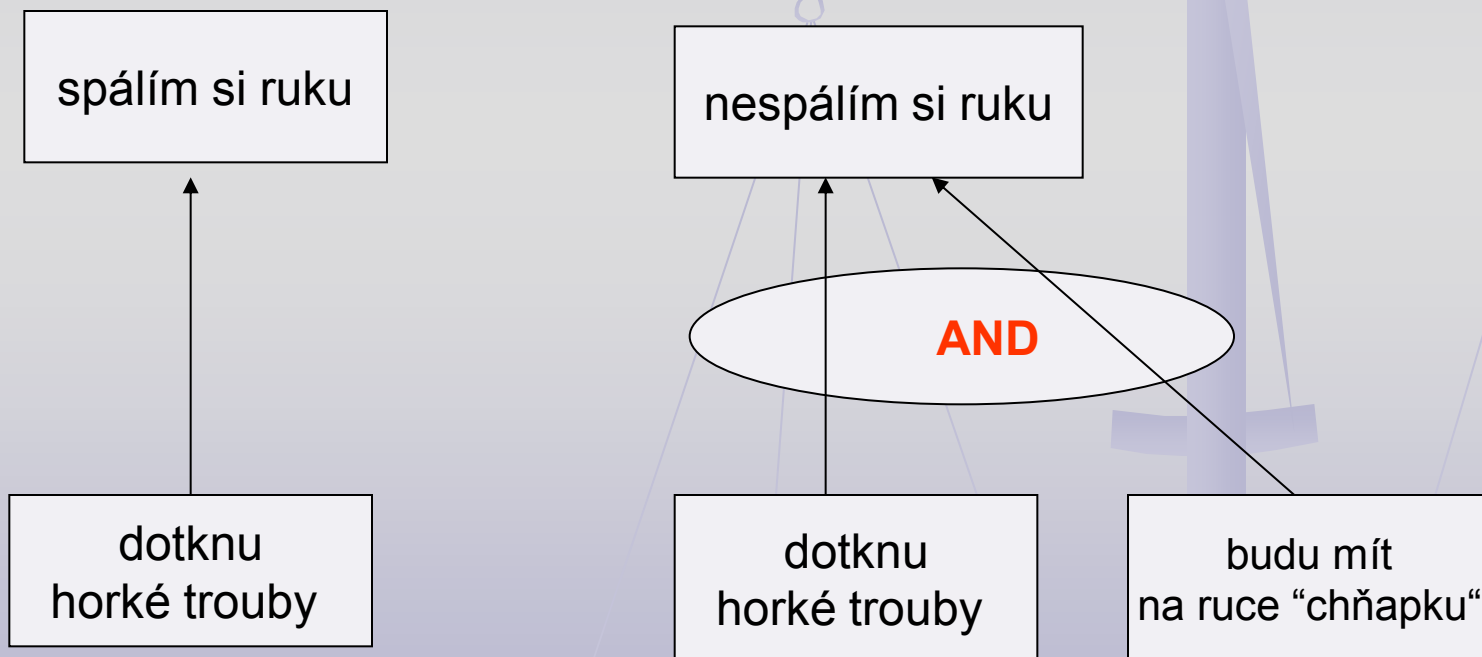 spálím si ruku
nespálím si ruku
AND
dotknu
horké trouby
dotknu
horké trouby
budu mít
na ruce “chňapku“